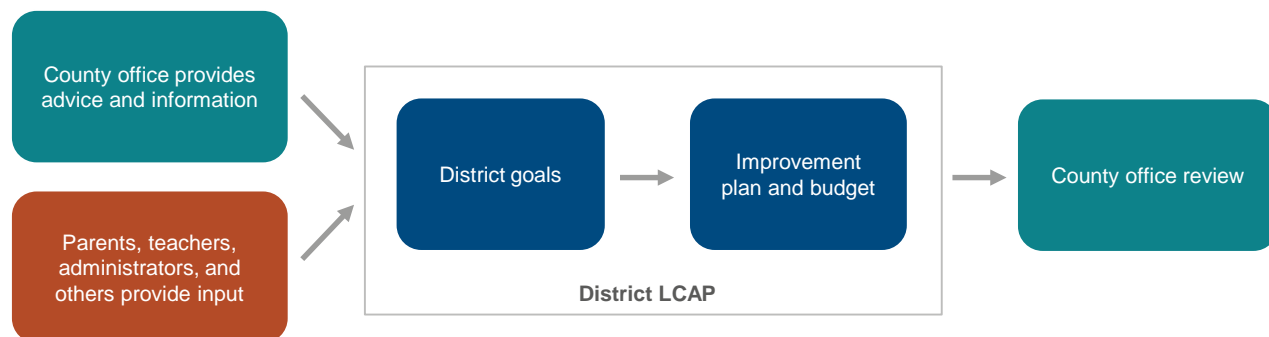 County office provides
advice and information
Parents, teachers,
administrators, and
others provide input
District goals
Improvement
plan and budget
District LCAP
County office review